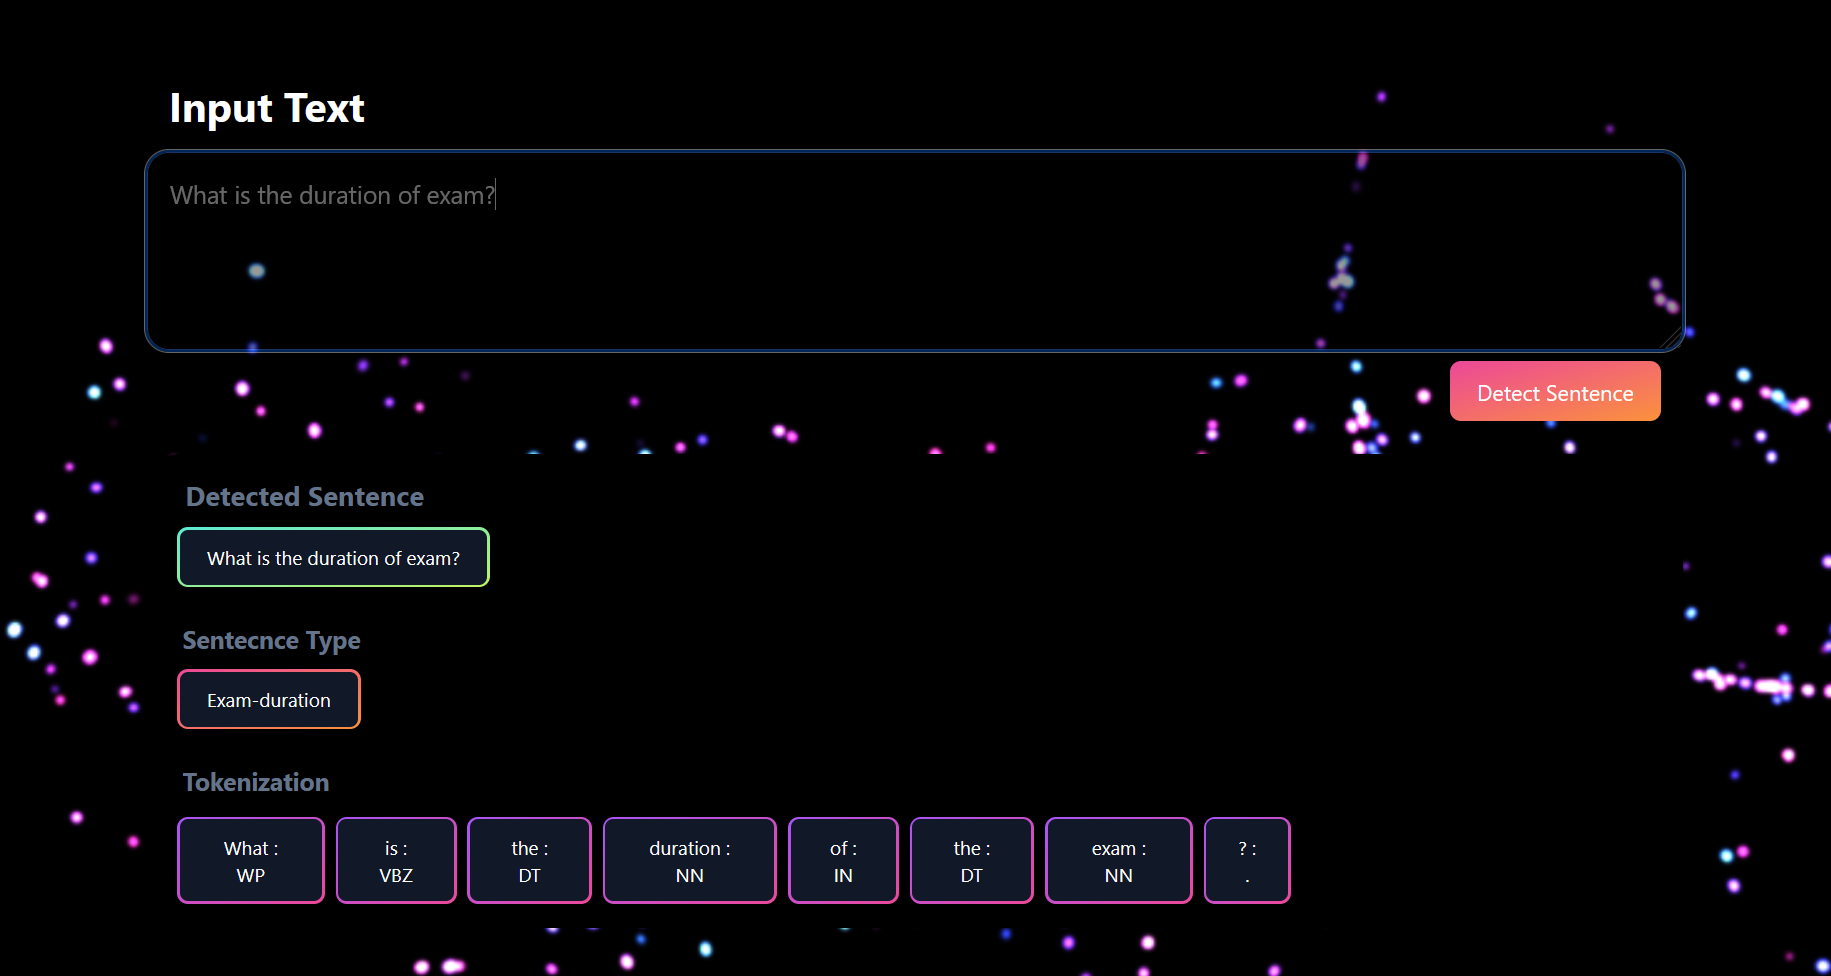 Input Text
What is the duration of exam?
Detect Sentence
Detected Sentence
What is the duration of exam?
Sentecnce Type
Exam-duration
Tokenization
What : is : the : duration : of : the : exam : ? :
WP VBZ DT NN IN DT NN .